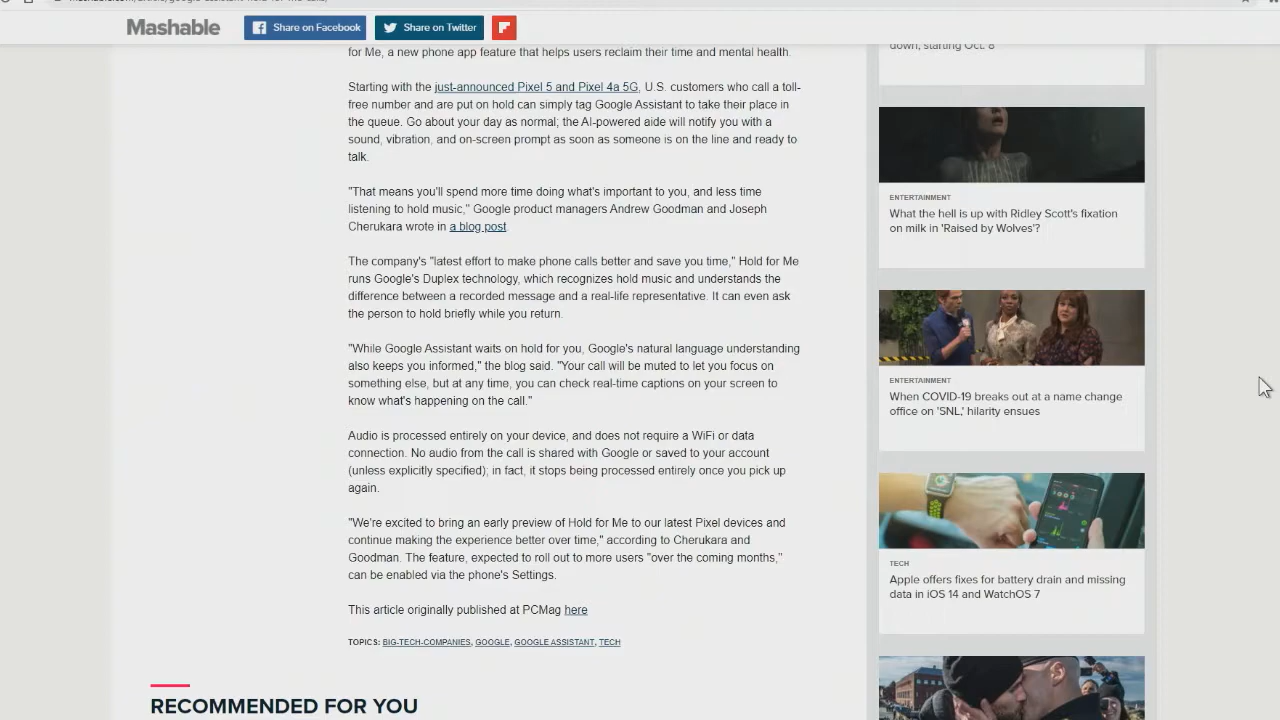 Mashable
Share on Facebook
Share on Twitter
for Me, a new phone app feature that helps users reclaim their time and mental health.
Starting with the just-announced Pixel 5 and Pixel 4a 5G, U.S. customers who call a toll-
free number and are put on hold can simply tag Google Assistant to take their place in
the queue. Go about your day as normal; the AI-powered aide will notify you with a
sound, vibration, and on-screen prompt as soon as someone is on the line and ready to
talk.
"That means you'll spend more time doing what's important to you, and less time
listening to hold music," Google product managers Andrew Goodman and Joseph
Cherukara wrote in a blog post
The company's "latest effort to make phone calls better and save you time," Hold for Me
runs Google's Duplex technology, which recognizes hold music and understands the
difference between a recorded message and a real-life representative. It can even ask
the person to hold briefly while you return.
"While Google Assistant waits on hold for you, Google's natural language understanding
also keeps you informed," the blog said. "Your call will be muted to let you focus on
something else, but at any time, you can check real-time captions on your screen to
know what's happening on the call."
Audio is processed entirely on your device, and does not require a WiFi or data
connection. No audio from the call is shared with Google or saved to your account
(unless explicitly specified); in fact, it stops being processed entirely once you pick up
again.
"We're excited to bring an early preview of Hold for Me to our latest Pixel devices and
continue making the experience better over time," according to Cherukara and
Goodman. The feature, expected to roll out to more users "over the coming months,"
can be enabled via the phone's Settings.
This article originally published at PCMag here
TOPICS: BIG-TECH-COMPANIES, GOOGLE, GOOGLE ASSISTANT, TECH
RECOMMENDED FOR YOU
down, starting Oct. 8
ENTERTAINMENT
What the hell is up with Ridley Scott's fixation
on milk in 'Raised by Wolves'?
ENTERTAINMENT
When COVID-19 breaks out at a name change
office on 'SNL,' hilarity ensues
TECH
Apple offers fixes for battery drain and missing
data in iOS 14 and WatchOS 7